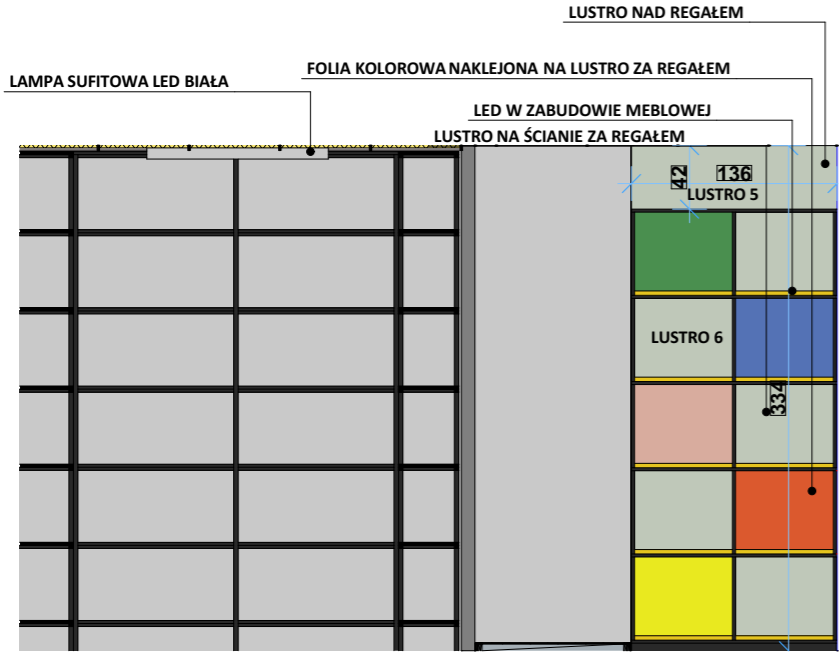 LUSTRO NAD REGAŁEM
FOLIA KOLOROWA NAKLEJONA NA LUSTRO ZA REGAŁEM
LAMPA SUFITOWA LED BIAŁA
LED W ZABUDOWIE MEBLOWEJ
LUSTRO NA ŚCIANIE ZA REGAŁEM
42
136
LUSTRO 5
LUSTRO 6
334